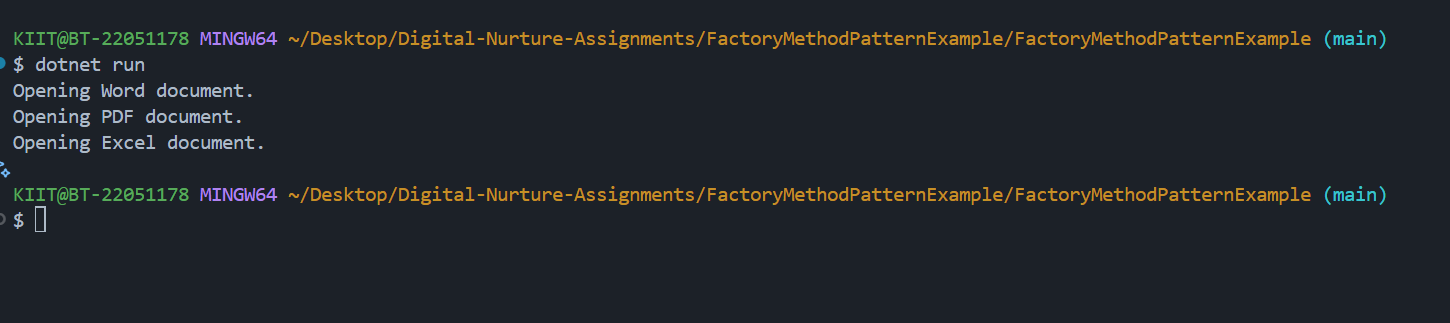 KIIT@BT-22051178 MINGW64 ~/Desktop/Digital-Nurture-Assignments/FactoryMethodPatternExample/FactoryMethodPatternExample (main)
$ dotnet run
Opening Word document.
Opening PDF document.
Opening Excel document.
KIIT@BT-22051178 MINGW64 ~/Desktop/Digital-Nurture-Assignments/FactoryMethodPatternExample/FactoryMethodPatternExample (main)
$